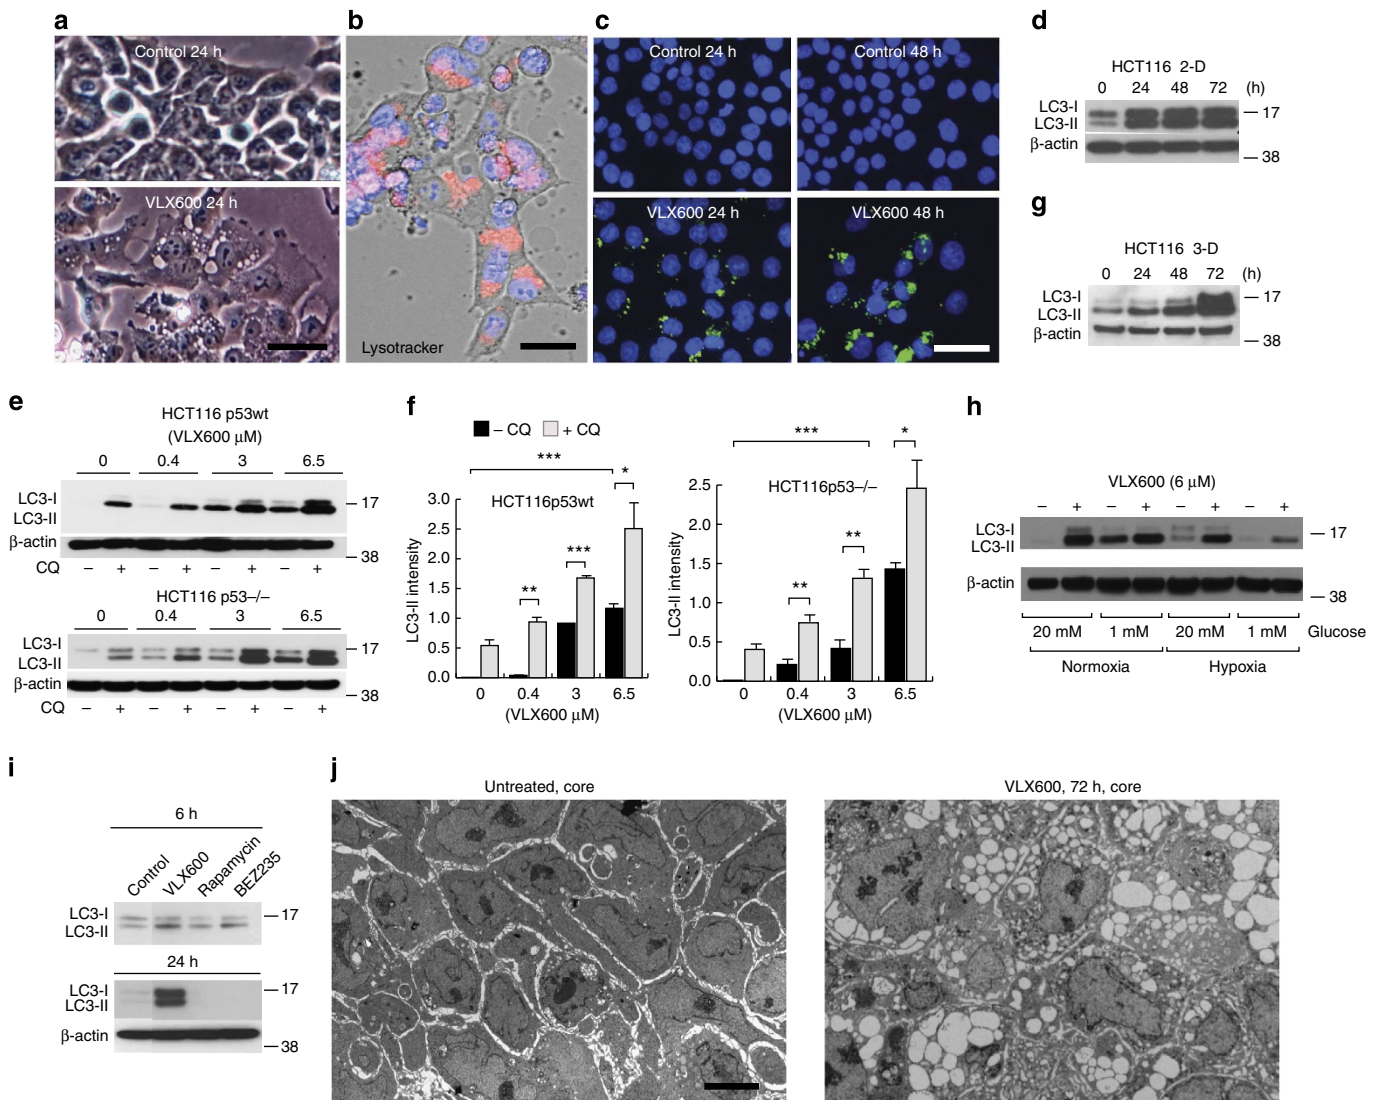 a
Control 24 h
VLX600 24 h
b
Lysotracker
c
Control 24 h
Control 48 h
VLX600 24 h
VLX600 48 h
d
HCT116 2-D
0 24 48 72 (h)
LC3-I
LC3-II
β-actin
17
38
g
HCT116 3-D
0 24 48 72 (h)
LC3-I
LC3-II
β-actin
17
38
e
HCT116 p53wt
(VLX600 μM)
0 0.4 3 6.5
LC3-I
LC3-II
β-actin
17
38
CQ – + – + – + – +
HCT116 p53–/–
0 0.4 3 6.5
LC3-I
LC3-II
β-actin
17
38
CQ – + – + – + – +
f
– CQ + CQ
***
*
HCT116p53wt
***
**
3.0
2.5
2.0
1.5
1.0
0.5
0.0
LC3-II intensity
0 0.4 3 6.5
(VLX600 μM)
***
*
HCT116p53–/–
**
**
2.5
2.0
1.5
1.0
0.5
0.0
LC3-II intensity
0 0.4 3 6.5
(VLX600 μM)
h
VLX600 (6 μM)
– + – + – + – +
LC3-I
LC3-II
β-actin
17
38
20 mM 1 mM 20 mM 1 mM Glucose
Normoxia Hypoxia
i
6 h
Control VLX600 Rapamycin BEZ235
LC3-I
LC3-II
17
24 h
LC3-I
LC3-II
17
β-actin
38
j
Untreated, core
VLX600, 72 h, core